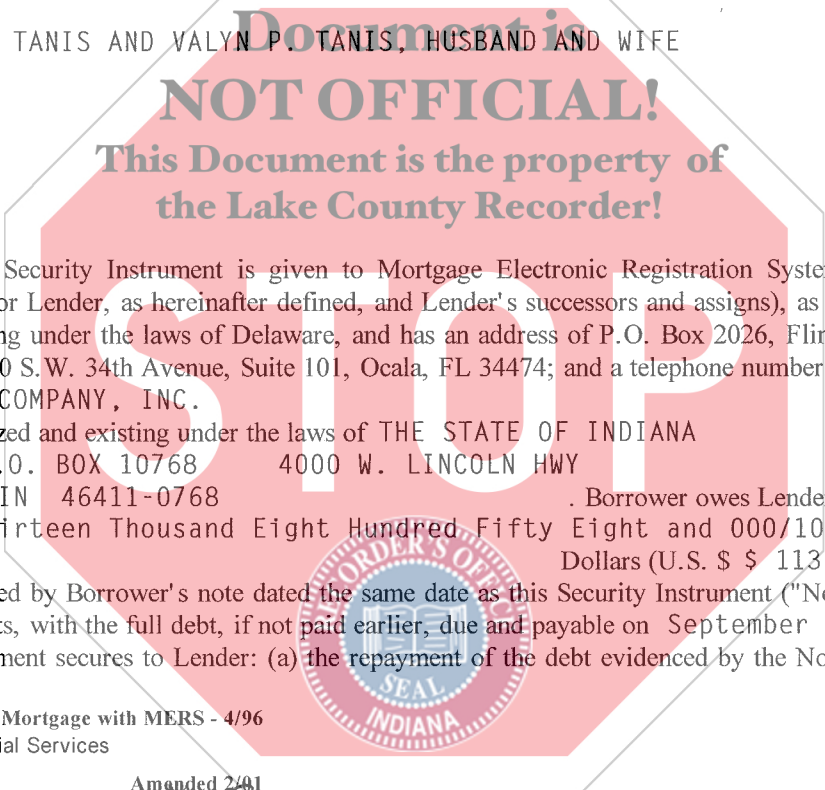 Document is
TANIS AND VALYN P. TANIS, HUSBAND AND WIFE
NOT OFFICIAL!
This Document is the property of
the Lake County Recorder!
STOP
Security Instrument is given to Mortgage Electronic Registration Syste
or Lender, as hereinafter defined, and Lender's successors and assigns), as
ng under the laws of Delaware, and has an address of P.O. Box 2026, Flin
0 S.W. 34th Avenue, Suite 101, Ocala, FL 34474; and a telephone number
COMPANY, INC.
zed and existing under the laws of THE STATE OF INDIANA
.O. BOX 10768 4000 W. LINCOLN HWY
IN 46411-0768 . Borrower owes Lende
irteen Thousand Eight Hundred Fifty Eight and 000/10
Dollars (U.S. $ $ 113
ed by Borrower's note dated the same date as this Security Instrument ("No
ts, with the full debt, if not paid earlier, due and payable on September
ment secures to Lender: (a) the repayment of the debt evidenced by the No
RECORDER'S OFFICE
SEAL
INDIANA
Mortgage with MERS - 4/96
ial Services
Amended 2/01